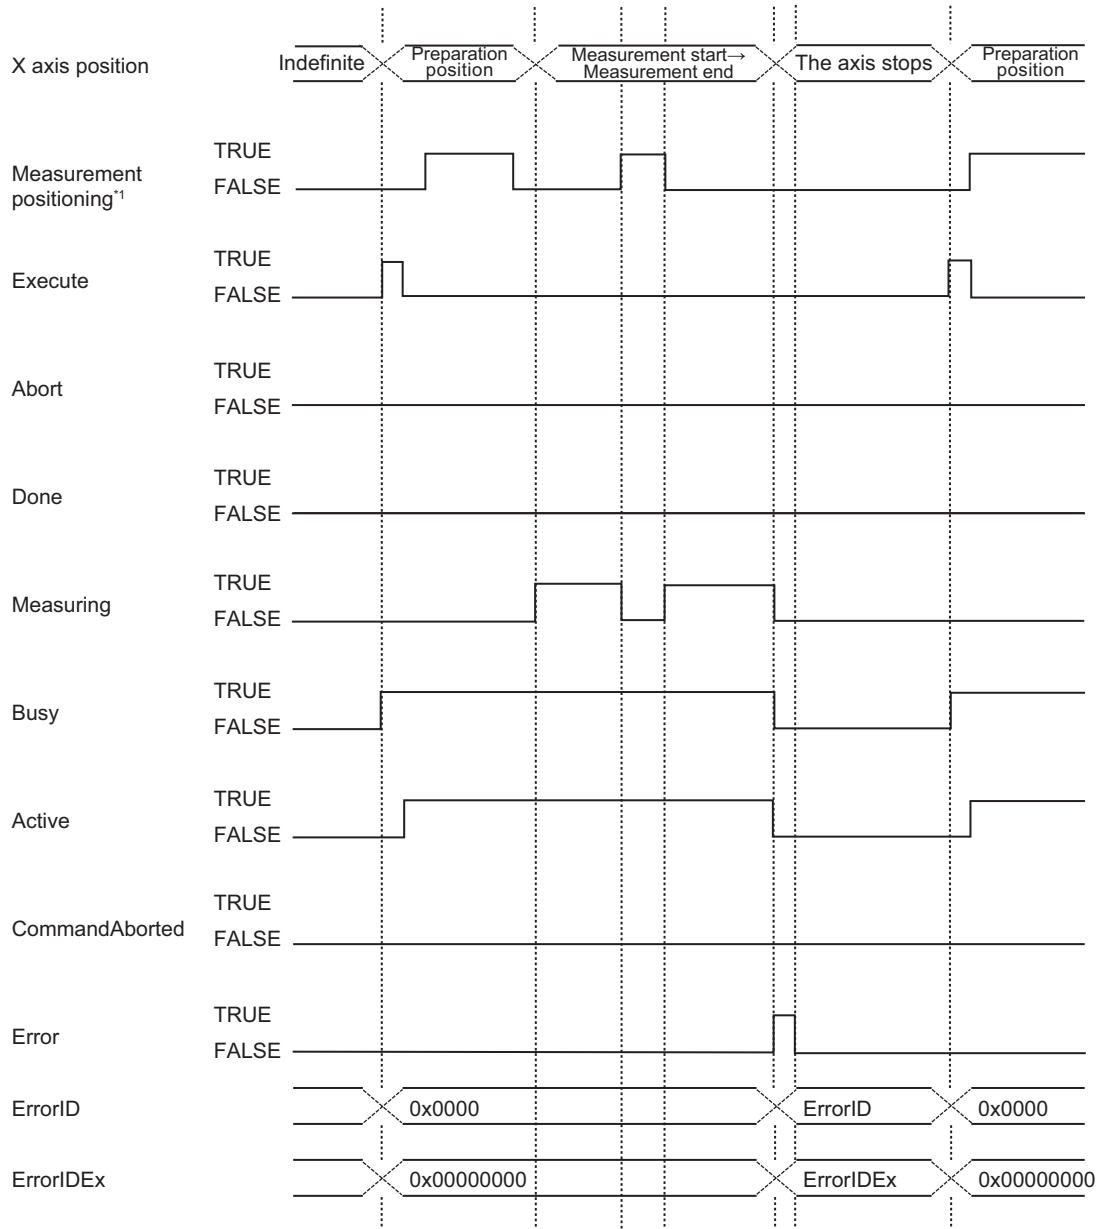 X axis position
Indefinite
Preparation
position
Measurement start→
Measurement end
The axis stops
Preparation
position
Measurement
positioning*1
TRUE
FALSE
Execute
TRUE
FALSE
Abort
TRUE
FALSE
Done
TRUE
FALSE
Measuring
TRUE
FALSE
Busy
TRUE
FALSE
Active
TRUE
FALSE
CommandAborted
TRUE
FALSE
Error
TRUE
FALSE
ErrorID
0x0000
ErrorID
0x0000
ErrorIDEx
0x00000000
ErrorIDEx
0x00000000